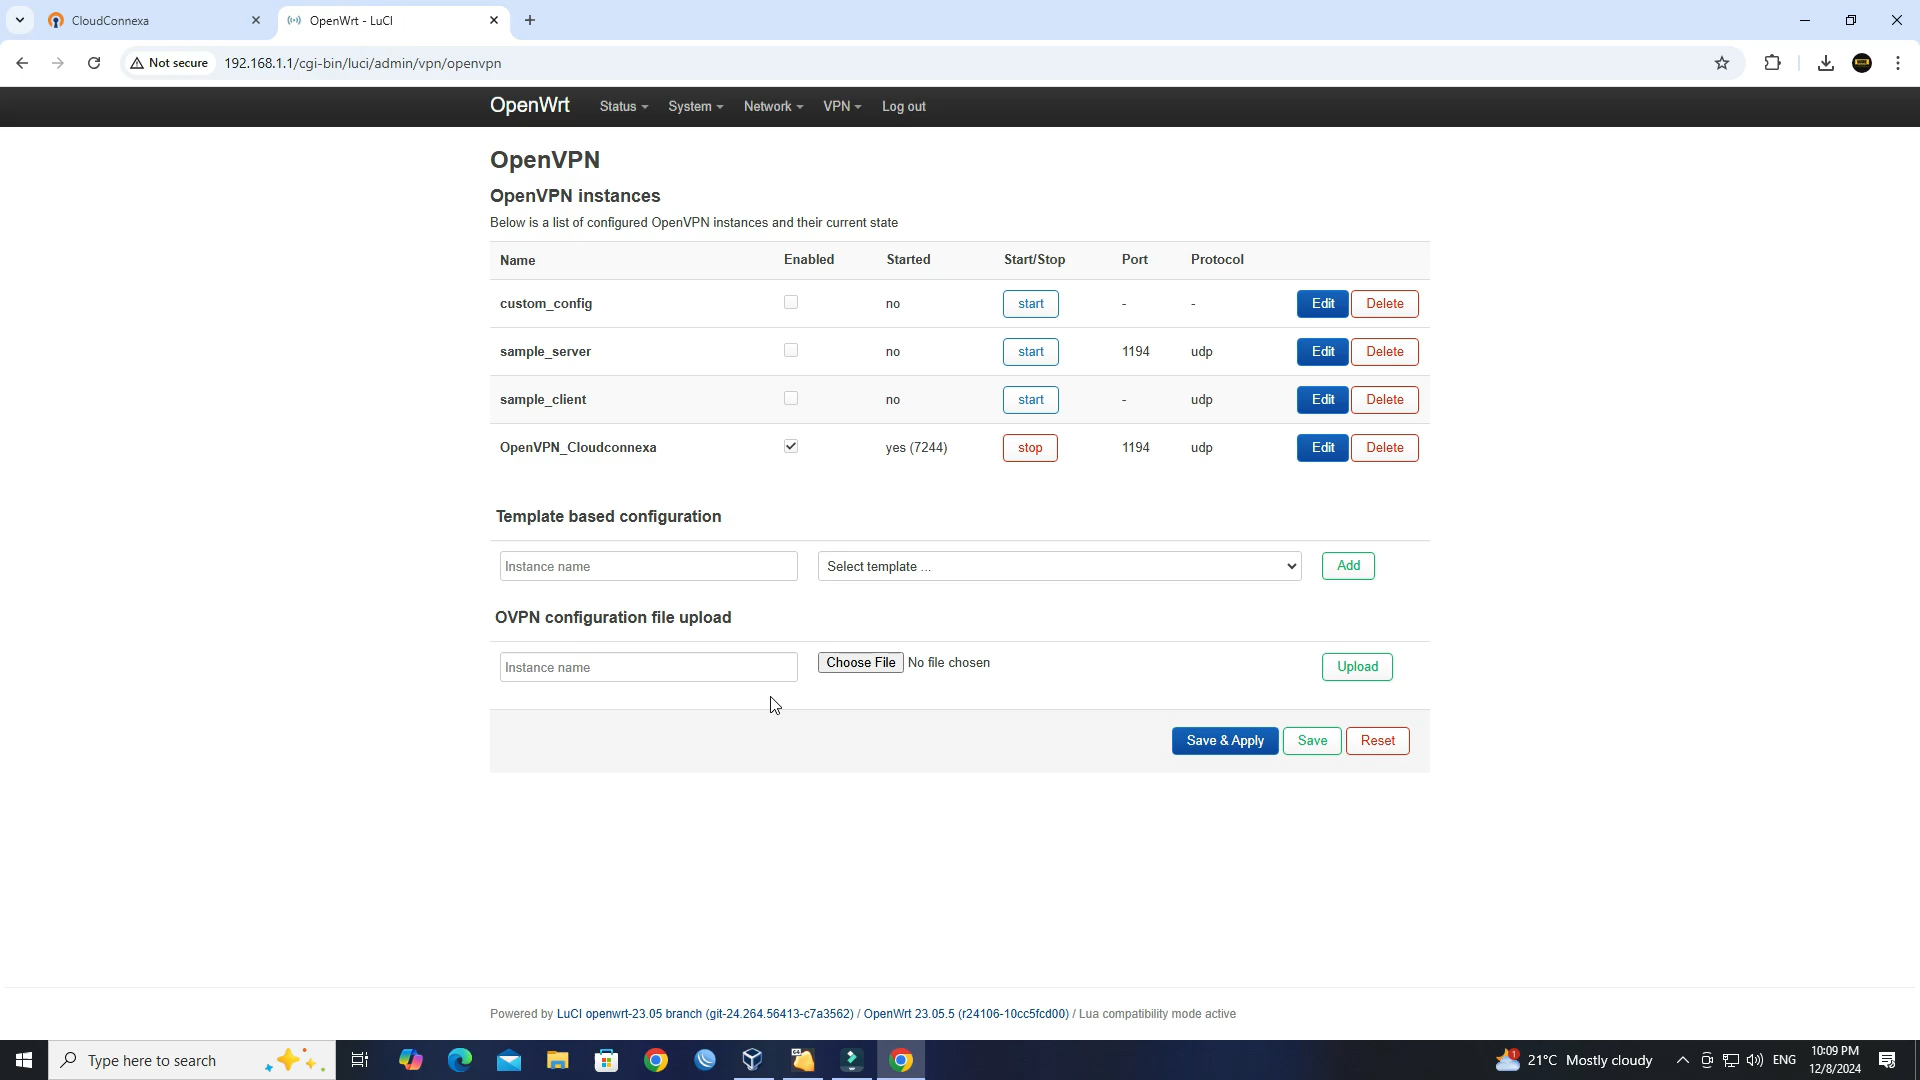 CloudConnexa
OpenWrt - LuCI
Not secure
192.168.1.1/cgi-bin/luci/admin/vpn/openvpn
OpenWrt Status System Network VPN Log out
OpenVPN
OpenVPN instances
Below is a list of configured OpenVPN instances and their current state
Name Enabled Started Start/Stop Port Protocol
custom_config no start - - Edit Delete
sample_server no start 1194 udp Edit Delete
sample_client no start - udp Edit Delete
OpenVPN_Cloudconnexa yes (7244) stop 1194 udp Edit Delete
Template based configuration
Instance name Select template ... Add
OVPN configuration file upload
Instance name Choose File No file chosen Upload
Save & Apply Save Reset
Powered by LuCI openwrt-23.05 branch (git-24.264.56413-c7a3562) / OpenWrt 23.05.5 (r24106-10cc5fcd00) / Lua compatibility mode active
Type here to search
1
21°C Mostly cloudy
ENG
10:09 PM
12/8/2024